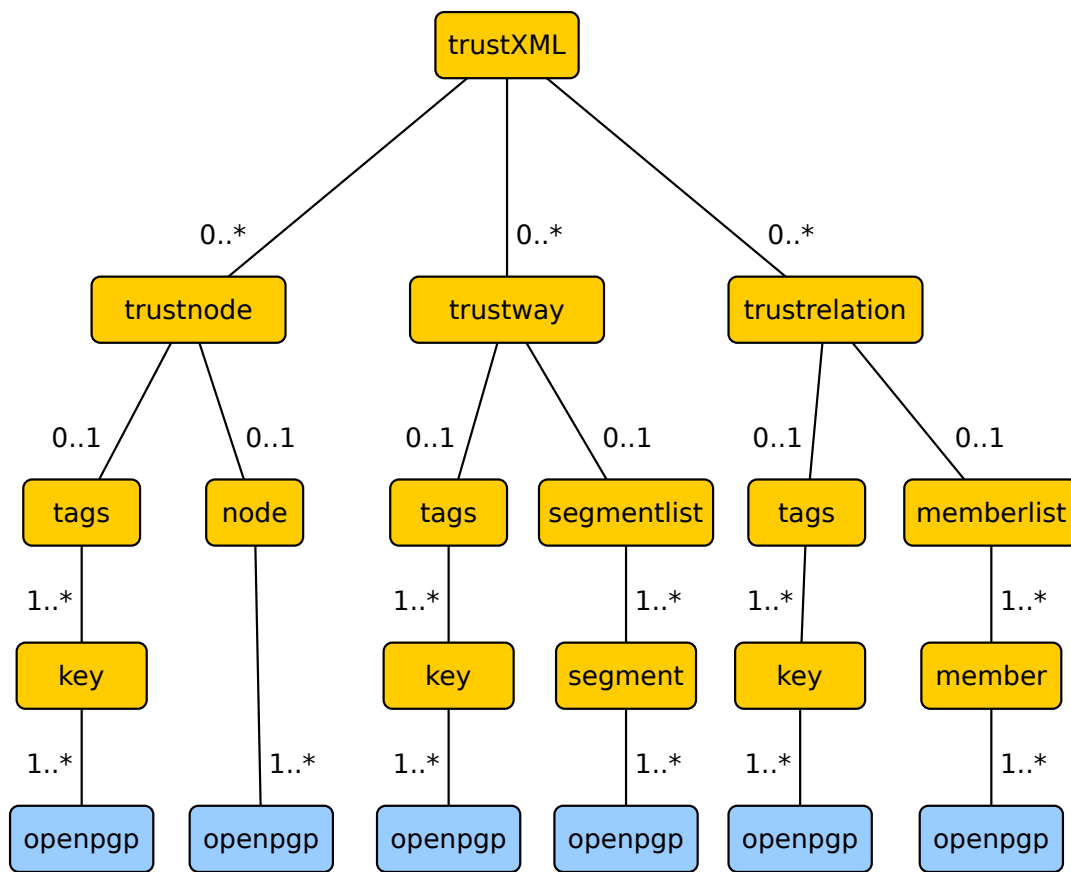 trustXML
0..* 0..* 0..*
trustnode trustway trustrelation
0..1 0..1 0..1 0..1 0..1 0..1
tags node tags segmentlist tags memberlist
1..* 1..* 1..* 1..* 1..*
key key segment key member
1..* 1..* 1..* 1..* 1..* 1..*
openpgp openpgp openpgp openpgp openpgp openpgp